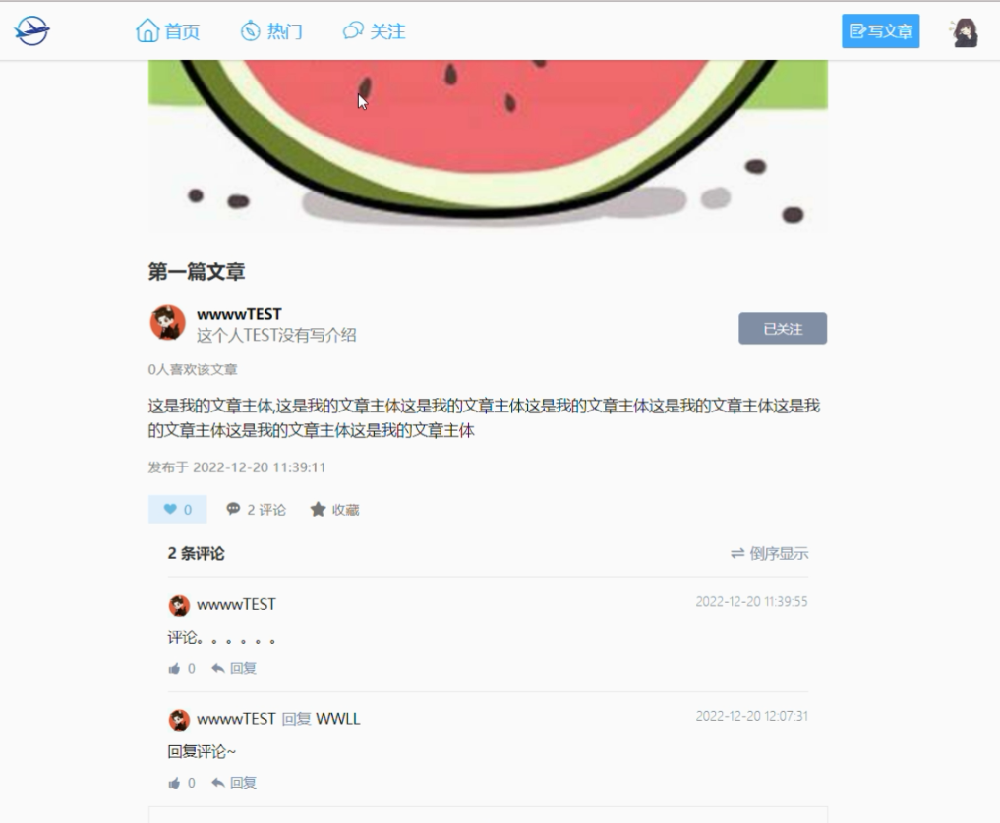 首页 热门 关注 写文章
第一篇文章
wwwwTEST
这个人TEST没有写介绍
已关注
0人喜欢该文章
这是我的文章主体,这是我的文章主体这是我的文章主体这是我的文章主体这是我的文章主体这是我
的文章主体这是我的文章主体这是我的文章主体
发布于 2022-12-20 11:39:11
0 2 评论 收藏
2 条评论 倒序显示
wwwwTEST 2022-12-20 11:39:55
评论。。。。。。
0 回复
wwwwTEST 回复 WWLL 2022-12-20 12:07:31
回复评论~
0 回复